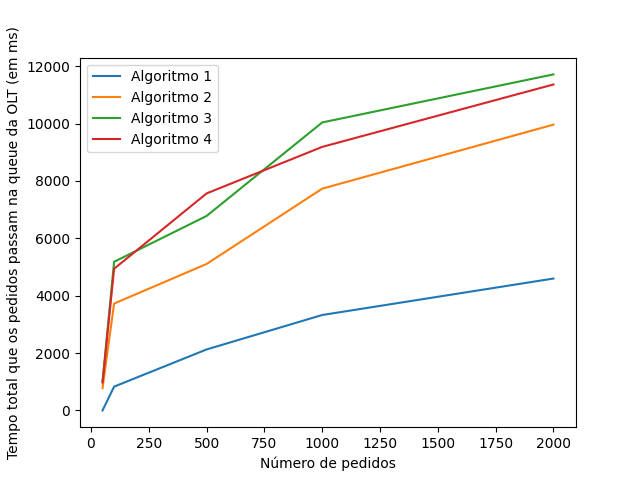 Tempo total que os pedidos passam na queue da OLT (em ms)
12000
10000
8000
6000
4000
2000
0
Algoritmo 1
Algoritmo 2
Algoritmo 3
Algoritmo 4
0 250 500 750 1000 1250 1500 1750 2000
Número de pedidos